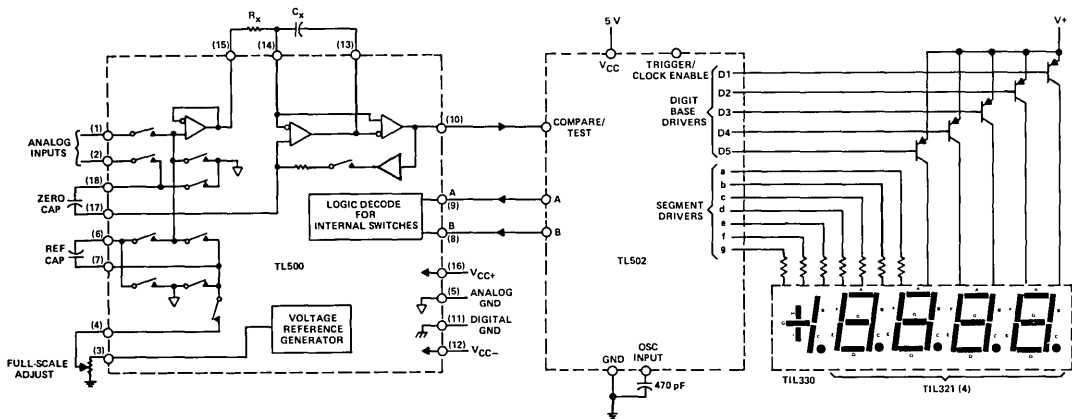 Rx
Cx
(15)
(14)
(13)
5 V
VCC
TRIGGER/
CLOCK ENABLE
V+
D1
D2
D3
D4
D5
DIGIT
BASE
DRIVERS
ANALOG
INPUTS
(1)
(2)
(10)
COMPARE/
TEST
ZERO
CAP
(18)
(17)
LOGIC DECODE
FOR
INTERNAL SWITCHES
A
(9)
B
(8)
A
B
SEGMENT
DRIVERS
a
b
c
d
e
f
g
REF
CAP
(6)
(7)
TL500
TL502
(16)
VCC+
(5)
ANALOG
GND
(11)
DIGITAL
GND
(12)
VCC−
(4)
(3)
FULL-SCALE
ADJUST
VOLTAGE
REFERENCE
GENERATOR
GND
OSC
INPUT
470 pF
TIL330
TIL321 (4)